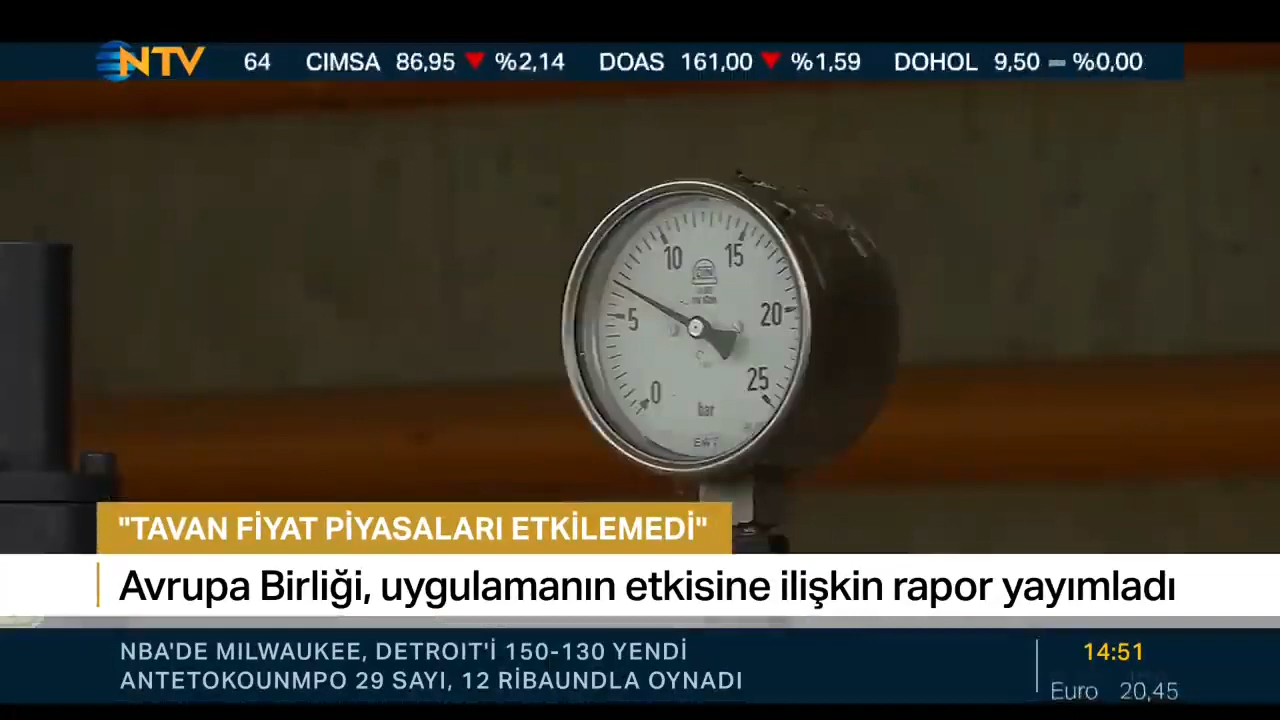 NTV 64 CIMSA 86,95 %2,14 DOAS 161,00 %1,59 DOHOL 9,50 %0,00
10 15
5 20
0 25
bar
"TAVAN FİYAT PİYASALARI ETKİLEMEDİ"
Avrupa Birliği, uygulamanın etkisine ilişkin rapor yayımladı
NBA'DE MILWAUKEE, DETROIT'İ 150-130 YENDİ
ANTETOKOUNMPO 29 SAYI, 12 RİBAUNDLA OYNADI
14:51
Euro 20,45